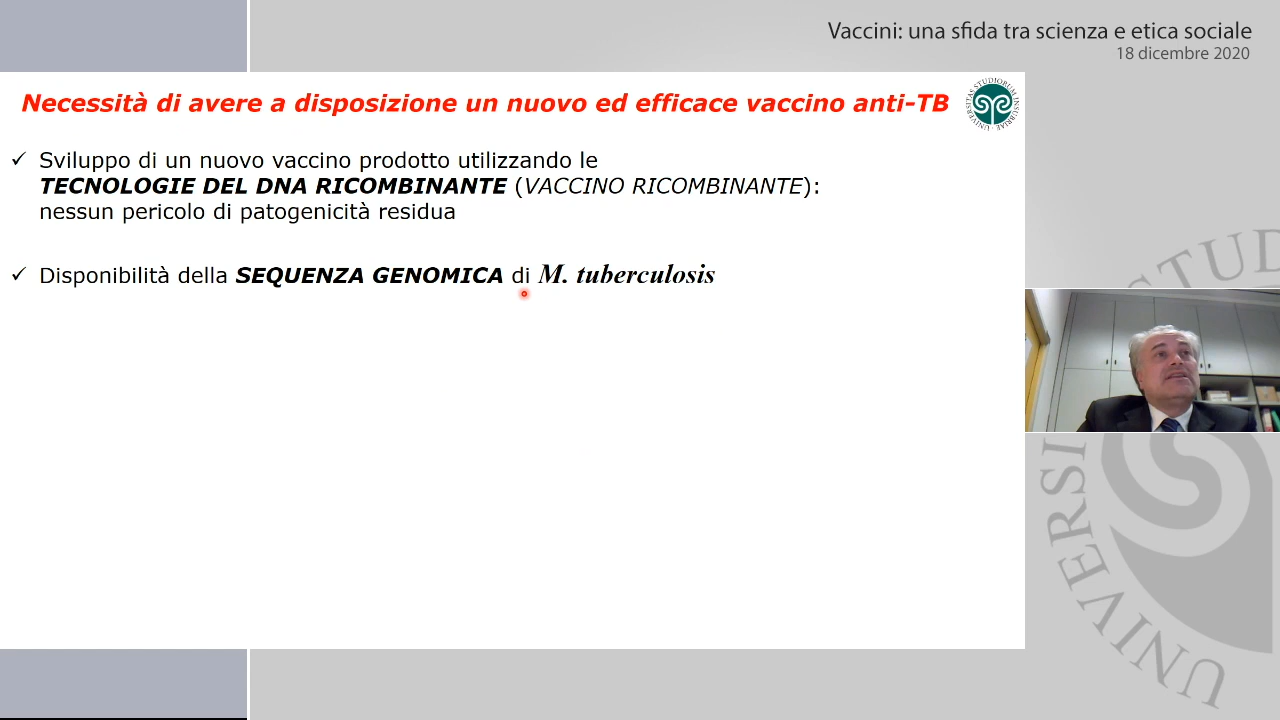 Vaccini: una sfida tra scienza e etica sociale
18 dicembre 2020
Necessità di avere a disposizione un nuovo ed efficace vaccino anti-TB
✓ Sviluppo di un nuovo vaccino prodotto utilizzando le
TECNOLOGIE DEL DNA RICOMBINANTE (VACCINO RICOMBINANTE):
nessun pericolo di patogenicità residua
✓ Disponibilità della SEQUENZA GENOMICA di M. tuberculosis
STUD
UNIVERSI